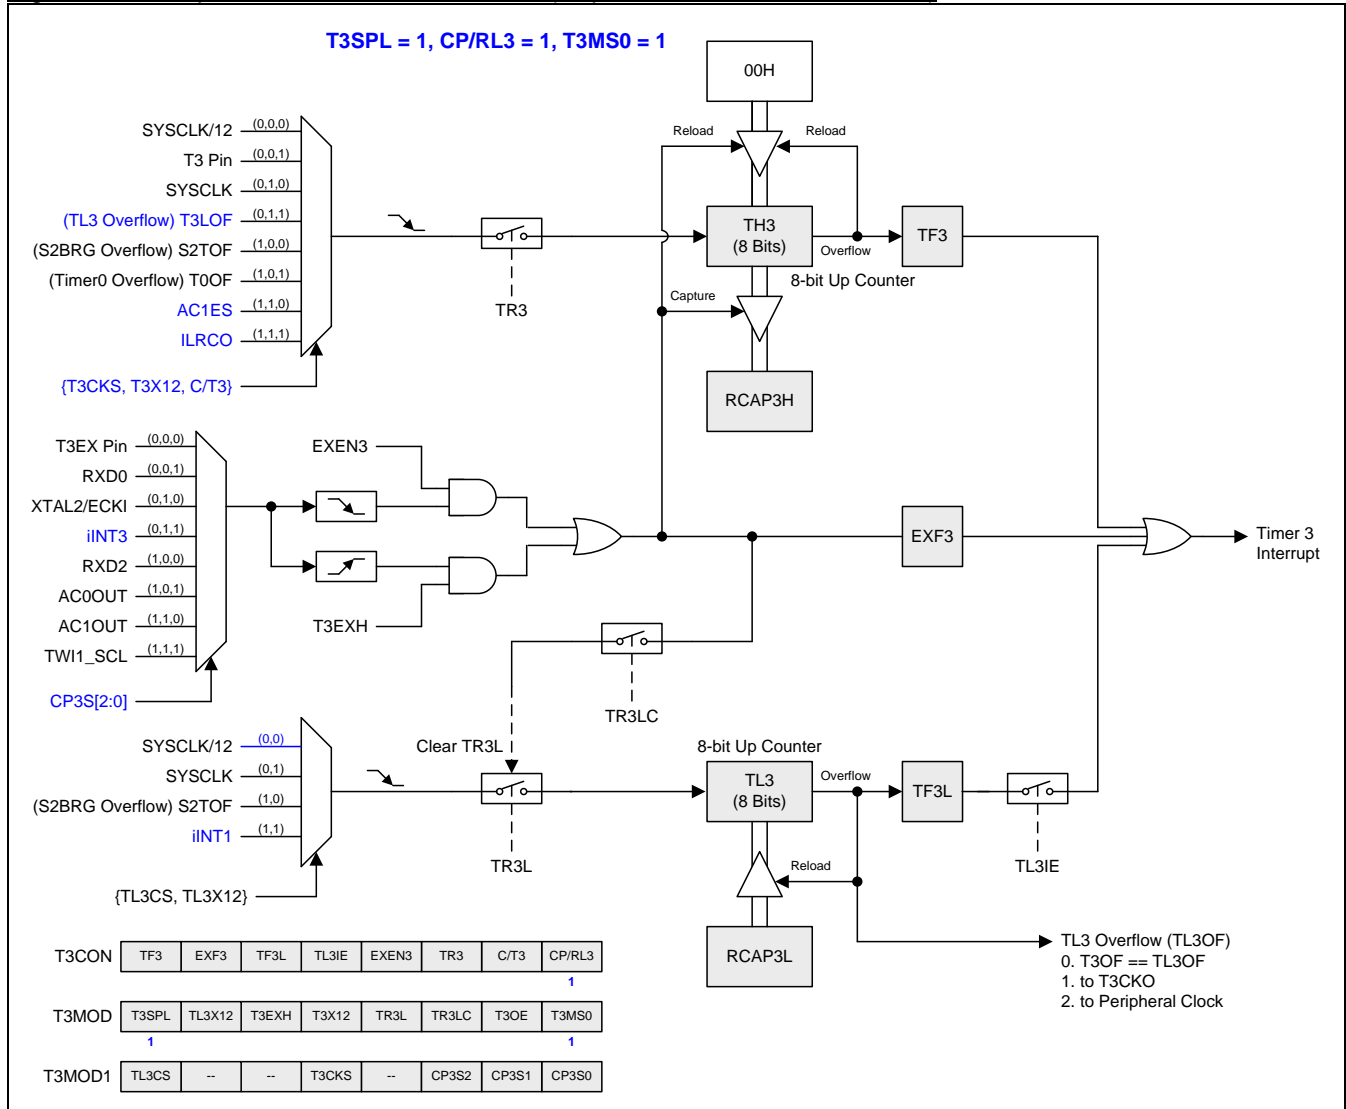 T3SPL = 1, CP/RL3 = 1, T3MS0 = 1
00H
Reload
Reload
SYSCLK/12 (0,0,0)
T3 Pin (0,0,1)
SYSCLK (0,1,0)
(TL3 Overflow) T3LOF (0,1,1)
(S2BRG Overflow) S2TOF (1,0,0)
(Timer0 Overflow) T0OF (1,0,1)
AC1ES (1,1,0)
ILRCO (1,1,1)
{T3CKS, T3X12, C/T3}
TR3
TH3
(8 Bits)
Overflow
TF3
8-bit Up Counter
Capture
RCAP3H
T3EX Pin (0,0,0)
RXD0 (0,0,1)
XTAL2/ECKI (0,1,0)
iINT3 (0,1,1)
RXD2 (1,0,0)
AC0OUT (1,0,1)
AC1OUT (1,1,0)
TWI1_SCL (1,1,1)
CP3S[2:0]
EXEN3
T3EXH
EXF3
Timer 3
Interrupt
TR3LC
SYSCLK/12 (0,0)
SYSCLK (0,1)
(S2BRG Overflow) S2TOF (1,0)
iINT1 (1,1)
{TL3CS, TL3X12}
Clear TR3L
TR3L
8-bit Up Counter
TL3
(8 Bits)
Overflow
TF3L
TL3IE
Reload
RCAP3L
TL3 Overflow (TL3OF)
0. T3OF == TL3OF
1. to T3CKO
2. to Peripheral Clock
T3CON TF3 EXF3 TF3L TL3IE EXEN3 TR3 C/T3 CP/RL3
1
T3MOD T3SPL TL3X12 T3EXH T3X12 TR3L TR3LC T3OE T3MS0
1 1
T3MOD1 TL3CS -- -- T3CKS -- CP3S2 CP3S1 CP3S0